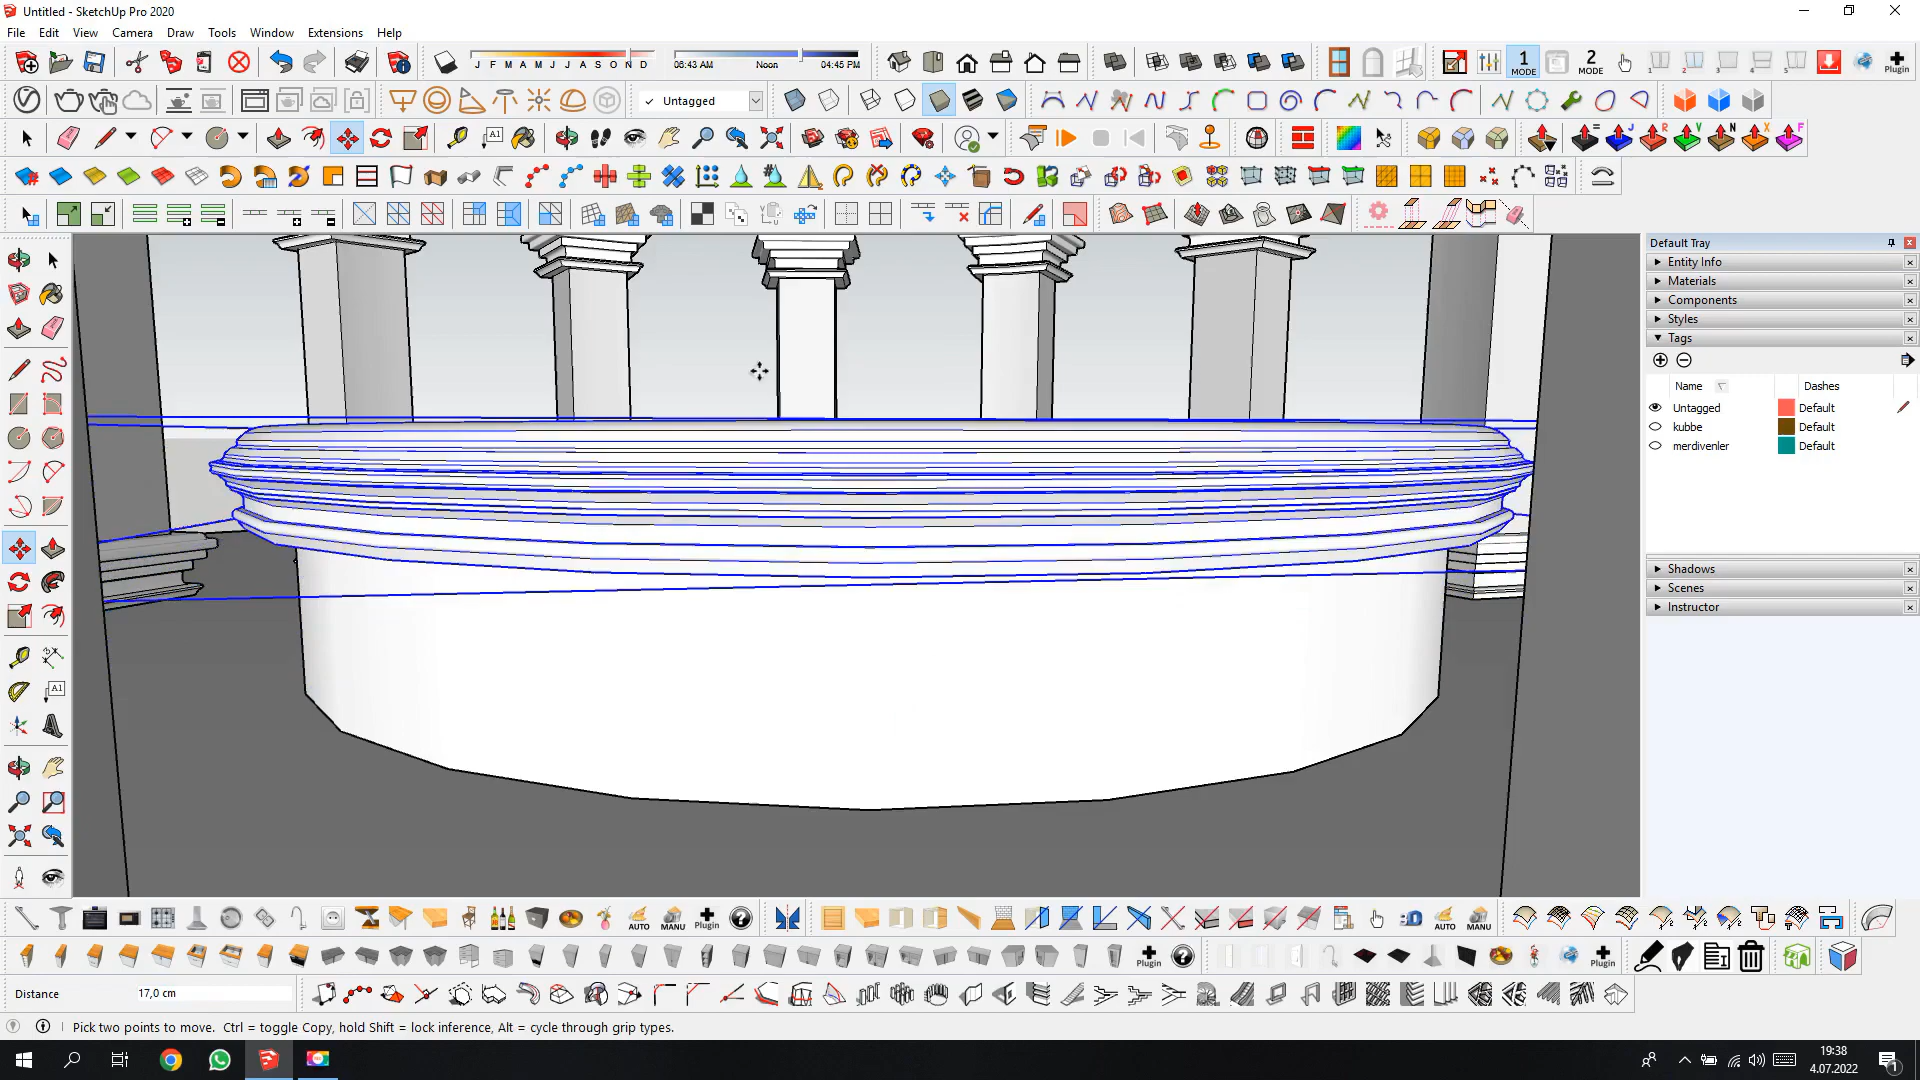 Untitled - SketchUp Pro 2020
File Edit View Camera Draw Tools Window Extensions Help
J F M A M J J A S O N D
06:43 AM Noon 04:45 PM
1 MODE
2 MODE
Plugin
Untagged
A1
= J R V N X F
Default Tray
Entity Info
Materials
Components
Styles
Tags
Name Dashes
Untagged Default
kubbe Default
merdivenler Default
Shadows
Scenes
Instructor
A1
AUTO MANU Plugin
3D AUTO MANU
Plugin
Plugin
Distance 17,0 cm
Pick two points to move. Ctrl = toggle Copy, hold Shift = lock inference, Alt = cycle through grip types.
19:38
4.07.2022
1